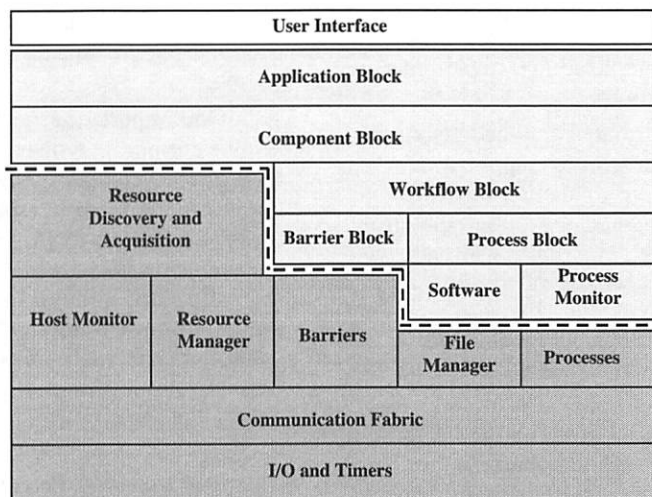 User Interface
Application Block
Component Block
Resource
Discovery and
Acquisition
Workflow Block
Barrier Block
Process Block
Software
Process
Monitor
Host Monitor
Resource
Manager
Barriers
File
Manager
Processes
Communication Fabric
I/O and Timers